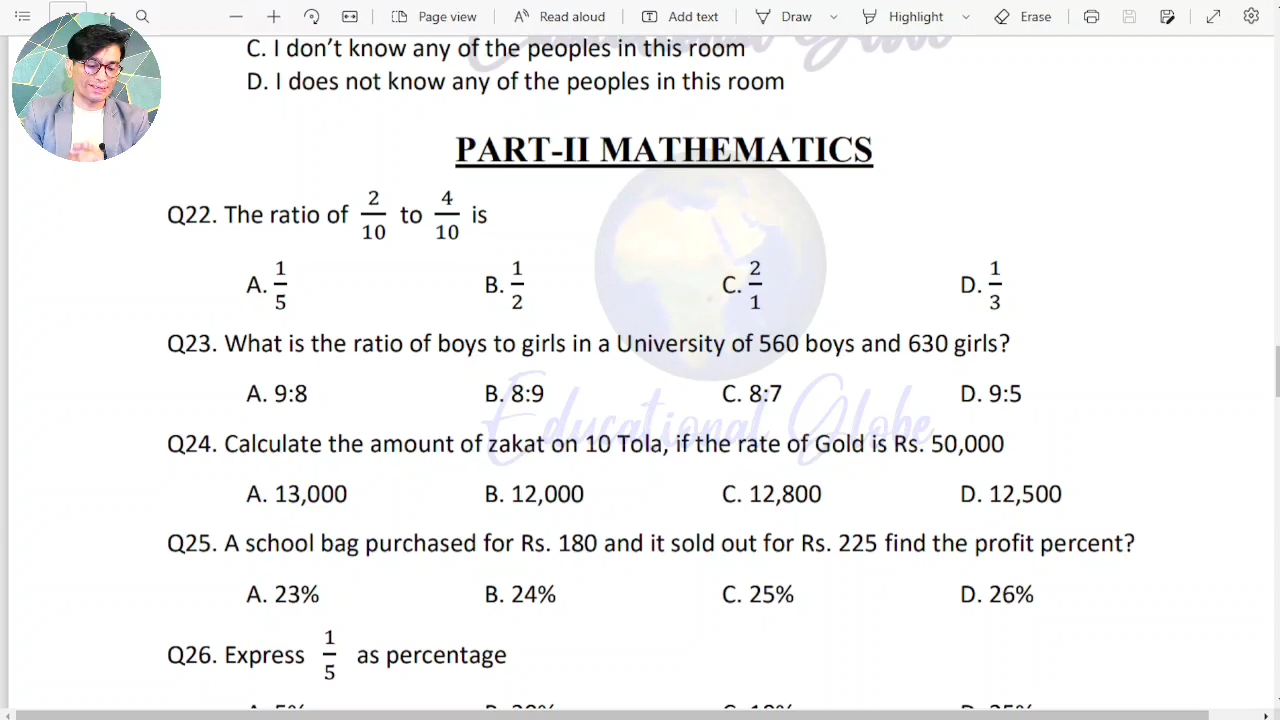 Page view Read aloud Add text Draw Highlight Erase
C. I don't know any of the peoples in this room
D. I does not know any of the peoples in this room
PART-II MATHEMATICS
Q22. The ratio of 2/10 to 4/10 is
A. 1/5 B. 1/2 C. 2/1 D. 1/3
Q23. What is the ratio of boys to girls in a University of 560 boys and 630 girls?
A. 9:8 B. 8:9 C. 8:7 D. 9:5
Educational Globe
Q24. Calculate the amount of zakat on 10 Tola, if the rate of Gold is Rs. 50,000
A. 13,000 B. 12,000 C. 12,800 D. 12,500
Q25. A school bag purchased for Rs. 180 and it sold out for Rs. 225 find the profit percent?
A. 23% B. 24% C. 25% D. 26%
Q26. Express 1/5 as percentage